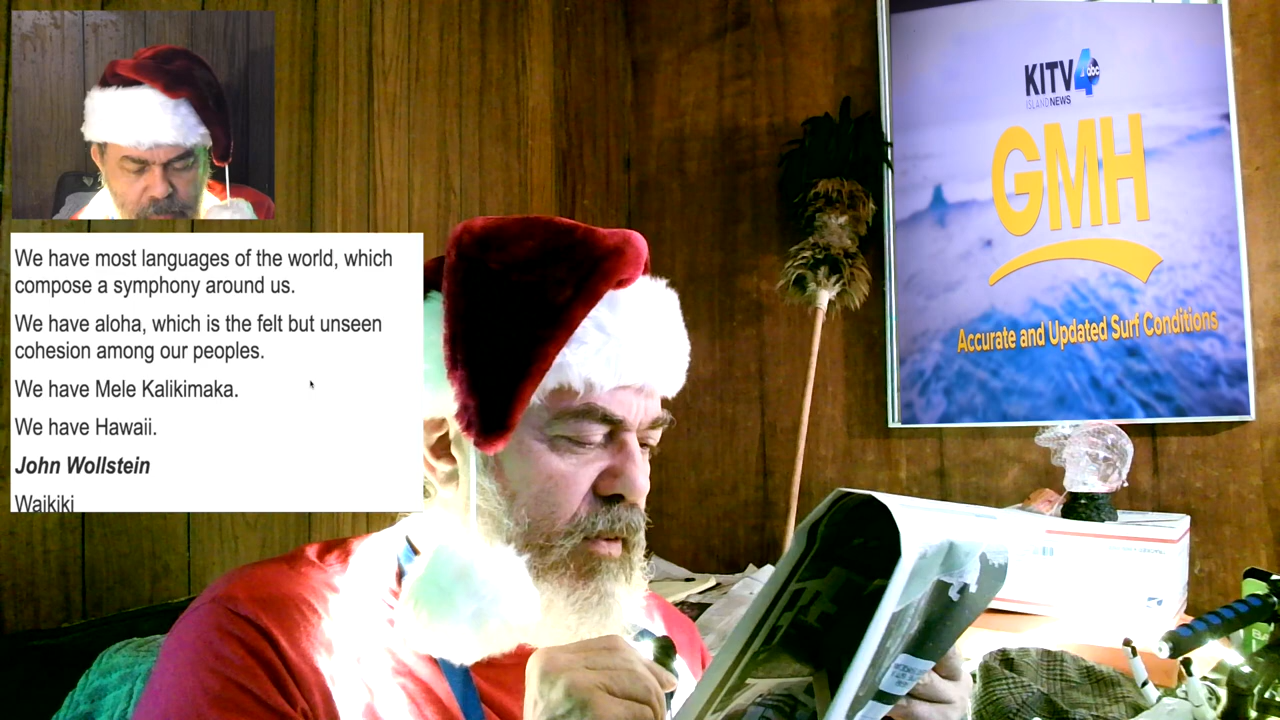 We have most languages of the world, which
compose a symphony around us.
We have aloha, which is the felt but unseen
cohesion among our peoples.
We have Mele Kalikimaka.
We have Hawaii.
John Wollstein
Waikiki
KITV4
abc
ISLAND NEWS
GMH
Accurate and Updated Surf Conditions